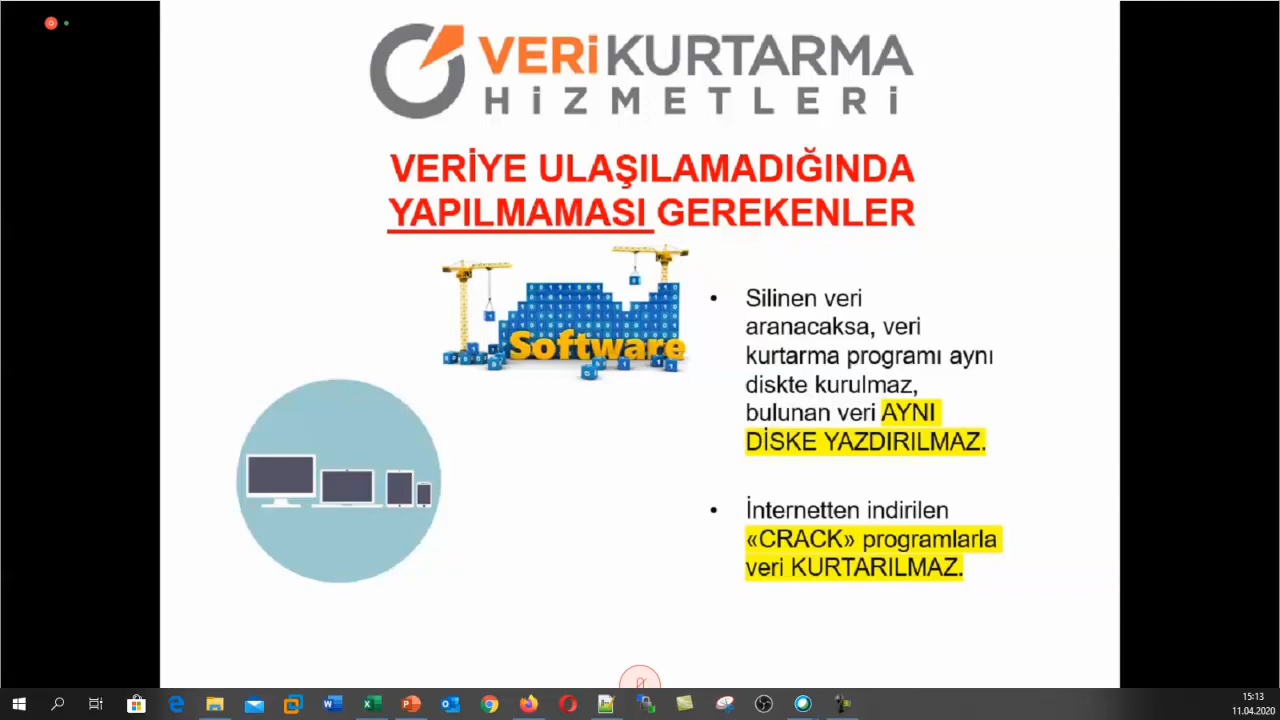 VERİKURTARMA
HİZMETLERİ
VERİYE ULAŞILAMADIĞINDA
YAPILMAMASI GEREKENLER
Software
• Silinen veri
aranacaksa, veri
kurtarma programı aynı
diskte kurulmaz,
bulunan veri AYNI
DİSKE YAZDIRILMAZ.
• İnternetten indirilen
«CRACK» programlarla
veri KURTARILMAZ.
15:13
11.04.2020